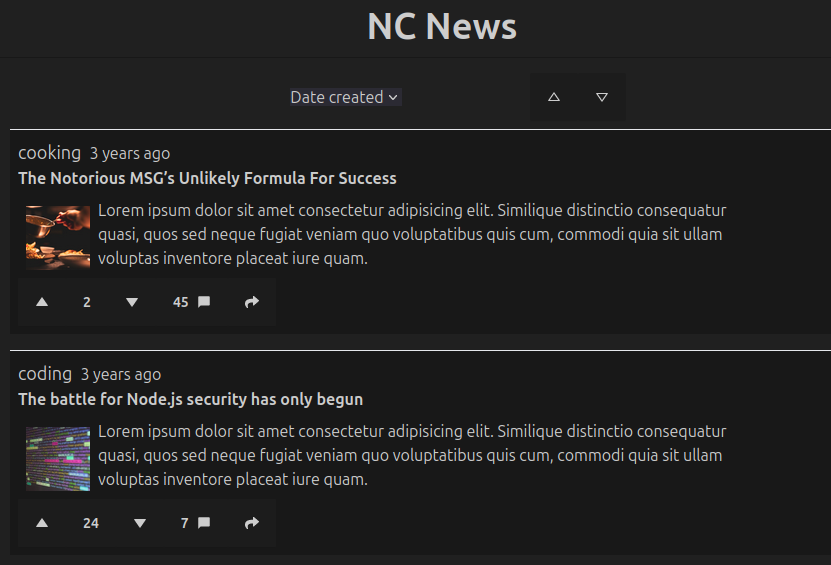 NC News
Date created
cooking 3 years ago
The Notorious MSG’s Unlikely Formula For Success
Lorem ipsum dolor sit amet consectetur adipisicing elit. Similique distinctio consequatur
quasi, quos sed neque fugiat veniam quo voluptatibus quis cum, commodi quia sit ullam
voluptas inventore placeat iure quam.
2 45
coding 3 years ago
The battle for Node.js security has only begun
Lorem ipsum dolor sit amet consectetur adipisicing elit. Similique distinctio consequatur
quasi, quos sed neque fugiat veniam quo voluptatibus quis cum, commodi quia sit ullam
voluptas inventore placeat iure quam.
24 7